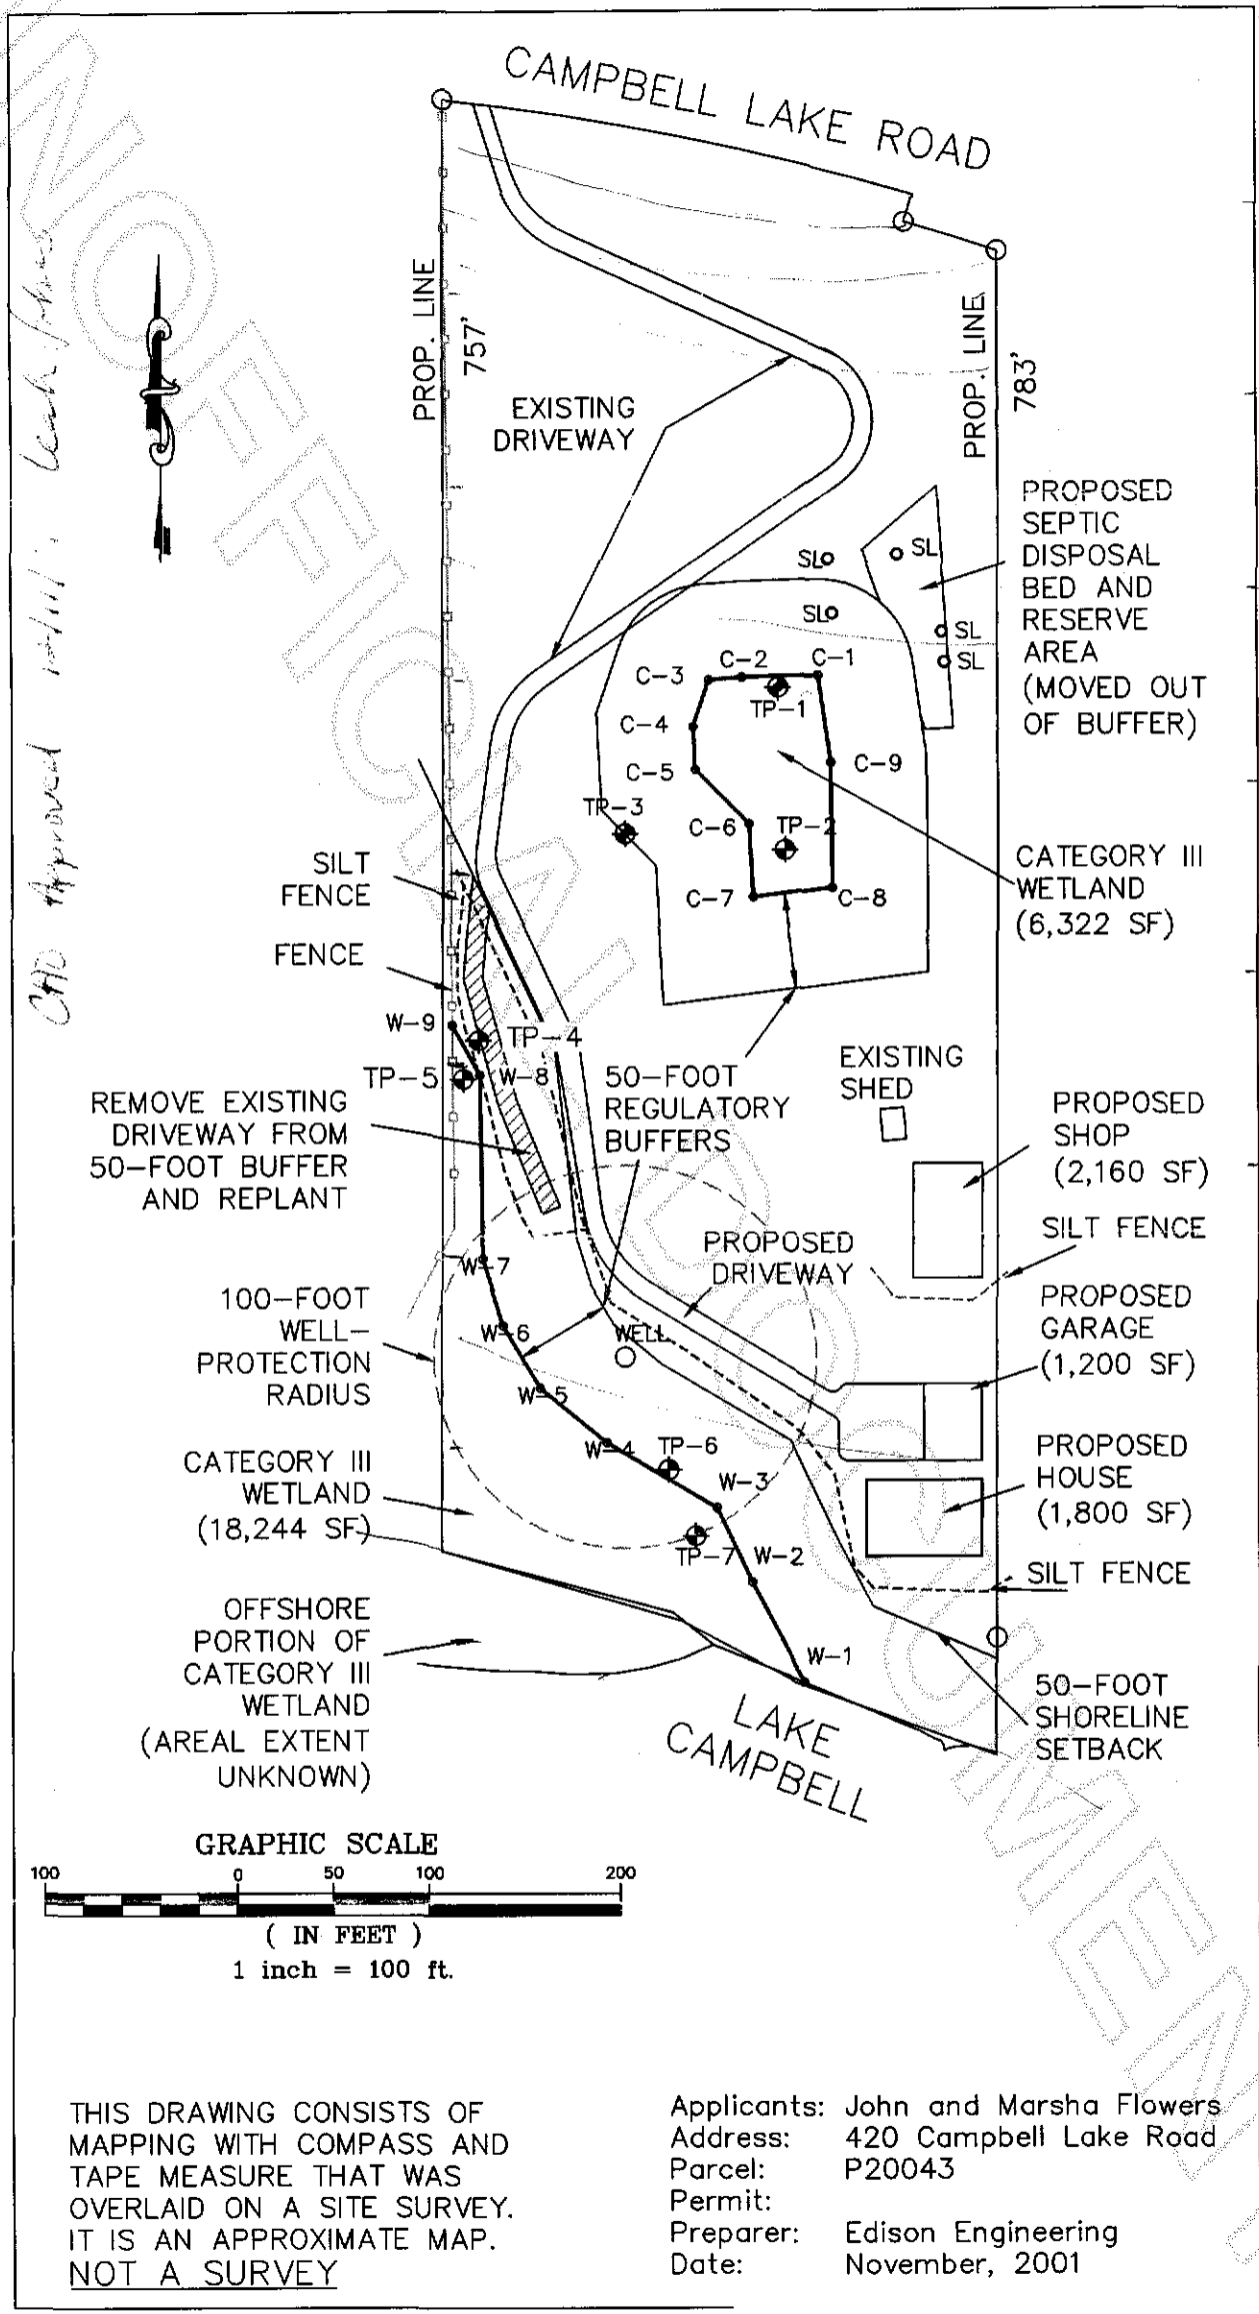 CAMPBELL LAKE ROAD
PROP. LINE
757'
PROP. LINE
783'
EXISTING
DRIVEWAY
PROPOSED
SEPTIC
DISPOSAL
BED AND
RESERVE
AREA
(MOVED OUT
OF BUFFER)
SL
SL
SL
SL
SL
C-1
C-2
C-3
TP-1
C-4
C-5
C-9
TP-3
C-6
TP-2
C-7
C-8
CATEGORY III
WETLAND
(6,322 SF)
SILT
FENCE
FENCE
W-9
TP-4
TP-5
W-8
REMOVE EXISTING
DRIVEWAY FROM
50-FOOT BUFFER
AND REPLANT
50-FOOT
REGULATORY
BUFFERS
EXISTING
SHED
PROPOSED
SHOP
(2,160 SF)
SILT FENCE
PROPOSED
DRIVEWAY
W-7
100-FOOT
WELL-
PROTECTION
RADIUS
W-6
WELL
PROPOSED
GARAGE
(1,200 SF)
W-5
W-4
TP-6
W-3
CATEGORY III
WETLAND
(18,244 SF)
PROPOSED
HOUSE
(1,800 SF)
TP-7
W-2
SILT FENCE
OFFSHORE
PORTION OF
CATEGORY III
WETLAND
(AREAL EXTENT
UNKNOWN)
W-1
LAKE
CAMPBELL
50-FOOT
SHORELINE
SETBACK
GRAPHIC SCALE
100 0 50 100 200
( IN FEET )
1 inch = 100 ft.
THIS DRAWING CONSISTS OF
MAPPING WITH COMPASS AND
TAPE MEASURE THAT WAS
OVERLAID ON A SITE SURVEY.
IT IS AN APPROXIMATE MAP.
NOT A SURVEY
Applicants: John and Marsha Flowers
Address: 420 Campbell Lake Road
Parcel: P20043
Permit:
Preparer: Edison Engineering
Date: November, 2001
Approved
UNOFFICIAL DOCUMENT